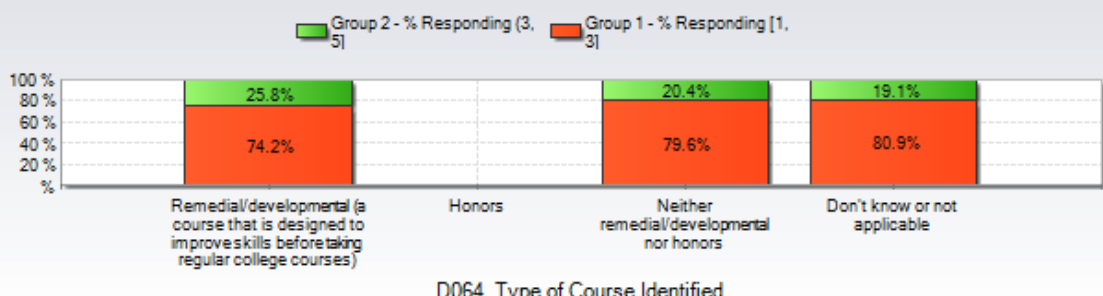 Group 2 - % Responding (3, 5]
Group 1 - % Responding [1, 3]
100 %
80 %
60 %
40 %
20 %
%
25.8%
74.2%
20.4%
79.6%
19.1%
80.9%
Remedial/developmental (a
course that is designed to
improve skills before taking
regular college courses)
Honors
Neither
remedial/developmental
nor honors
Don't know or not
applicable
D064 Type of Course Identified